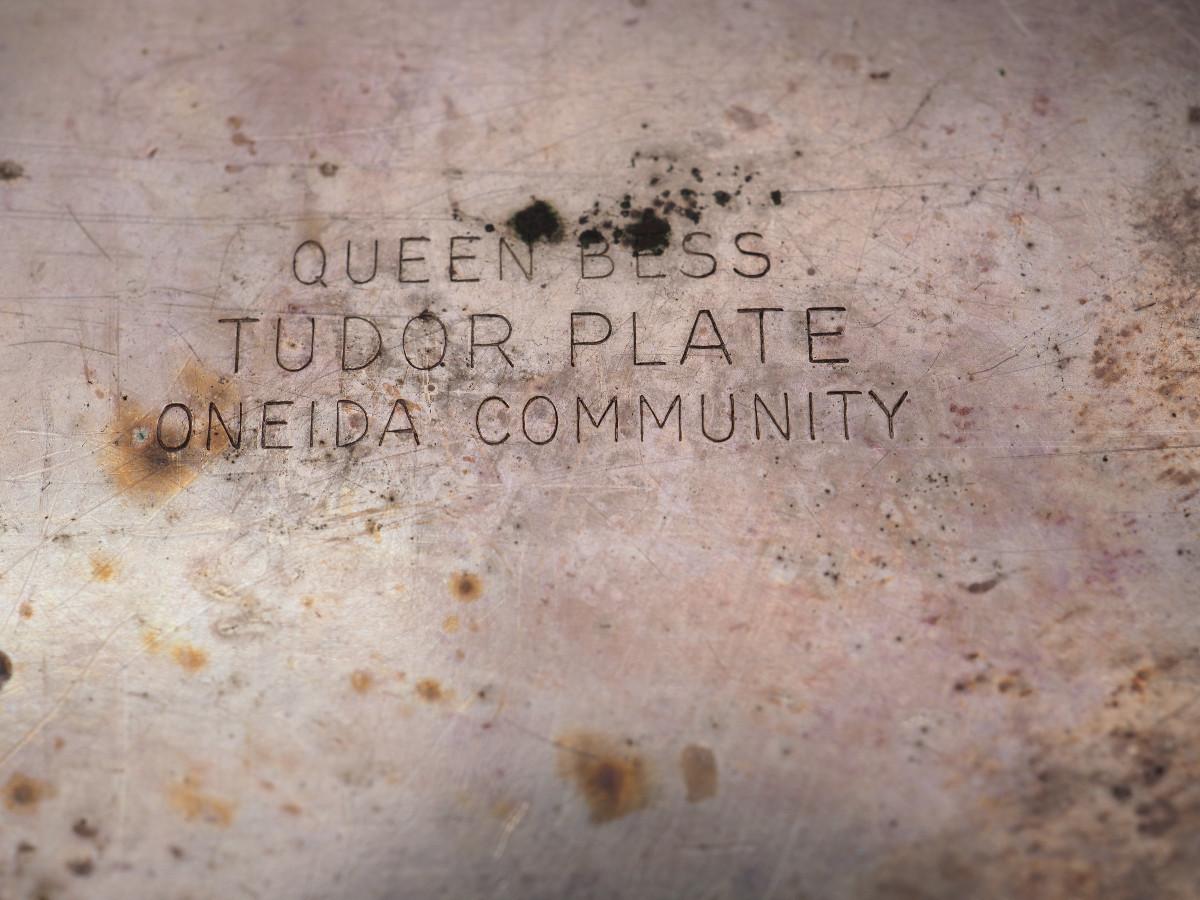 QUEEN BESS
TUDOR PLATE
ONEIDA COMMUNITY